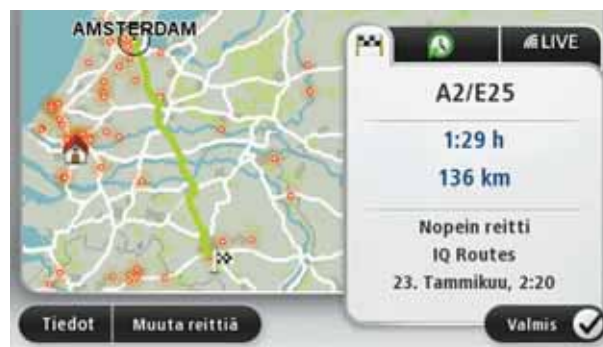 AMSTERDAM
LIVE
A2/E25
1:29 h
136 km
Nopein reitti
IQ Routes
23. Tammikuu, 2:20
Tiedot
Muuta reittiä
Valmis